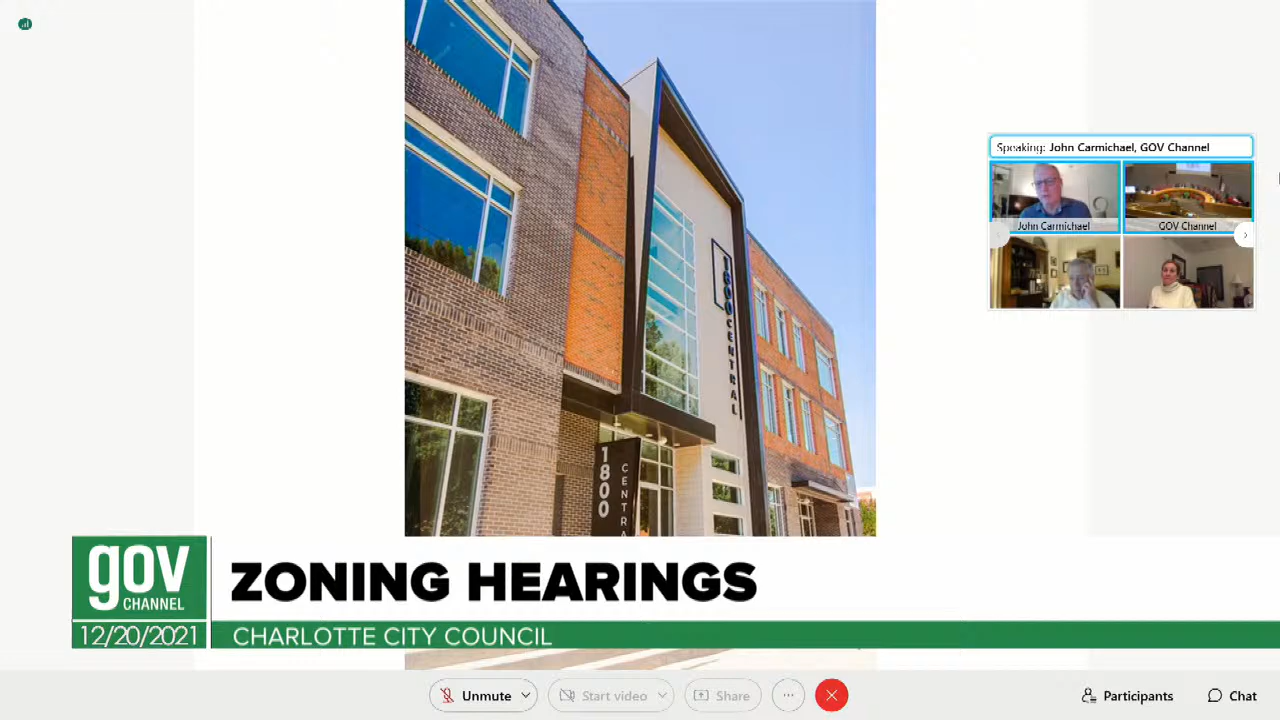 Speaking: John Carmichael, GOV Channel
John Carmichael
GOV Channel
1800 CENTRAL
1800
CENTRA
gov
CHANNEL
12/20/2021
ZONING HEARINGS
CHARLOTTE CITY COUNCIL
Unmute
Start video
Share
Participants
Chat